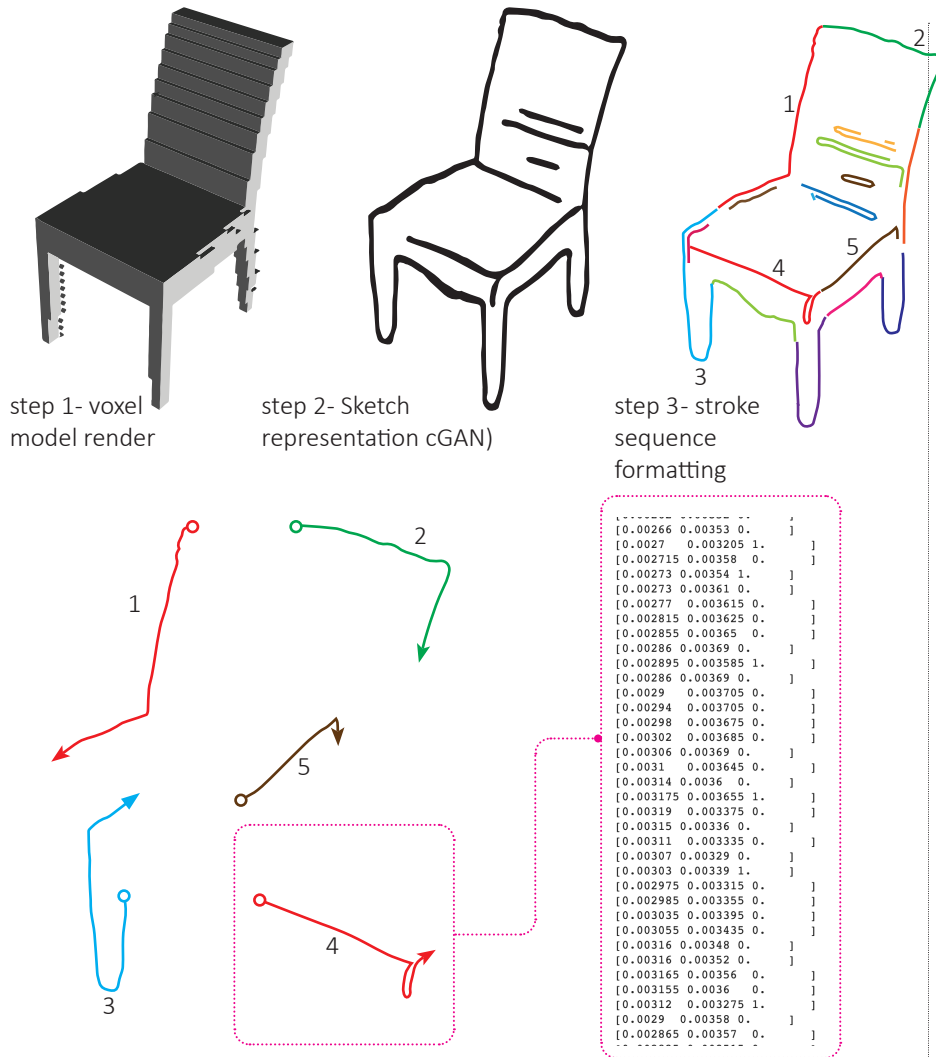 2
1
5
4
3
step 1- voxel
model render
step 2- Sketch
representation cGAN)
step 3- stroke
sequence
formatting
1
2
5
3
4
[0.00266 0.00353 0. ]
[0.0027 0.003205 1. ]
[0.002715 0.00358 0. ]
[0.00273 0.00354 1. ]
[0.00273 0.00361 0. ]
[0.00277 0.003615 0. ]
[0.002815 0.003625 0. ]
[0.002855 0.00365 0. ]
[0.00286 0.00369 0. ]
[0.002895 0.003585 1. ]
[0.00286 0.00369 0. ]
[0.0029 0.003705 0. ]
[0.00294 0.003705 0. ]
[0.00298 0.003675 0. ]
[0.00302 0.003685 0. ]
[0.00306 0.00369 0. ]
[0.0031 0.003645 0. ]
[0.00314 0.0036 0. ]
[0.003175 0.003655 1. ]
[0.00319 0.003375 0. ]
[0.00315 0.00336 0. ]
[0.00311 0.003335 0. ]
[0.00307 0.00329 0. ]
[0.00303 0.00339 1. ]
[0.002975 0.003315 0. ]
[0.002985 0.003355 0. ]
[0.003035 0.003395 0. ]
[0.003055 0.003435 0. ]
[0.00316 0.00348 0. ]
[0.00316 0.00352 0. ]
[0.003165 0.00356 0. ]
[0.003155 0.0036 0. ]
[0.00312 0.003275 1. ]
[0.0029 0.00358 0. ]
[0.002865 0.00357 0. ]